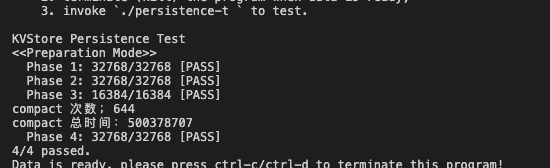 3. invoke `./persistence-t ` to test.
KVStore Persistence Test
<<Preparation Mode>>
Phase 1: 32768/32768 [PASS]
Phase 2: 32768/32768 [PASS]
Phase 3: 16384/16384 [PASS]
compact 次数；644
compact 总时间：500378707
Phase 4: 32768/32768 [PASS]
4/4 passed.
Data is ready, please press ctrl-c/ctrl-d to terminate this program!